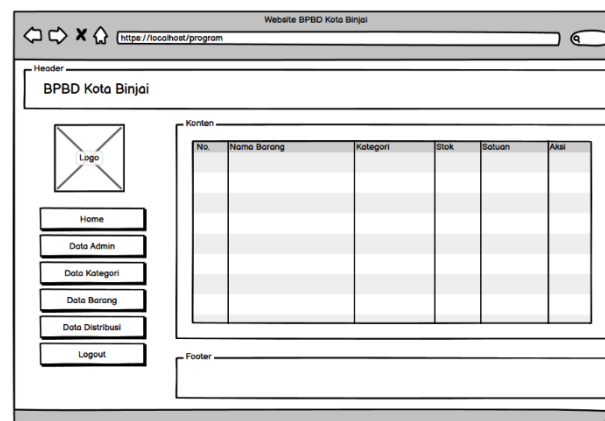 Website BPBD Kota Binjai
https://localhost/program
Header
BPBD Kota Binjai
Logo
Home
Data Admin
Data Kategori
Data Barang
Data Distribusi
Logout
Konten
No. Nama Barang Kategori Stok Satuan Aksi
Footer